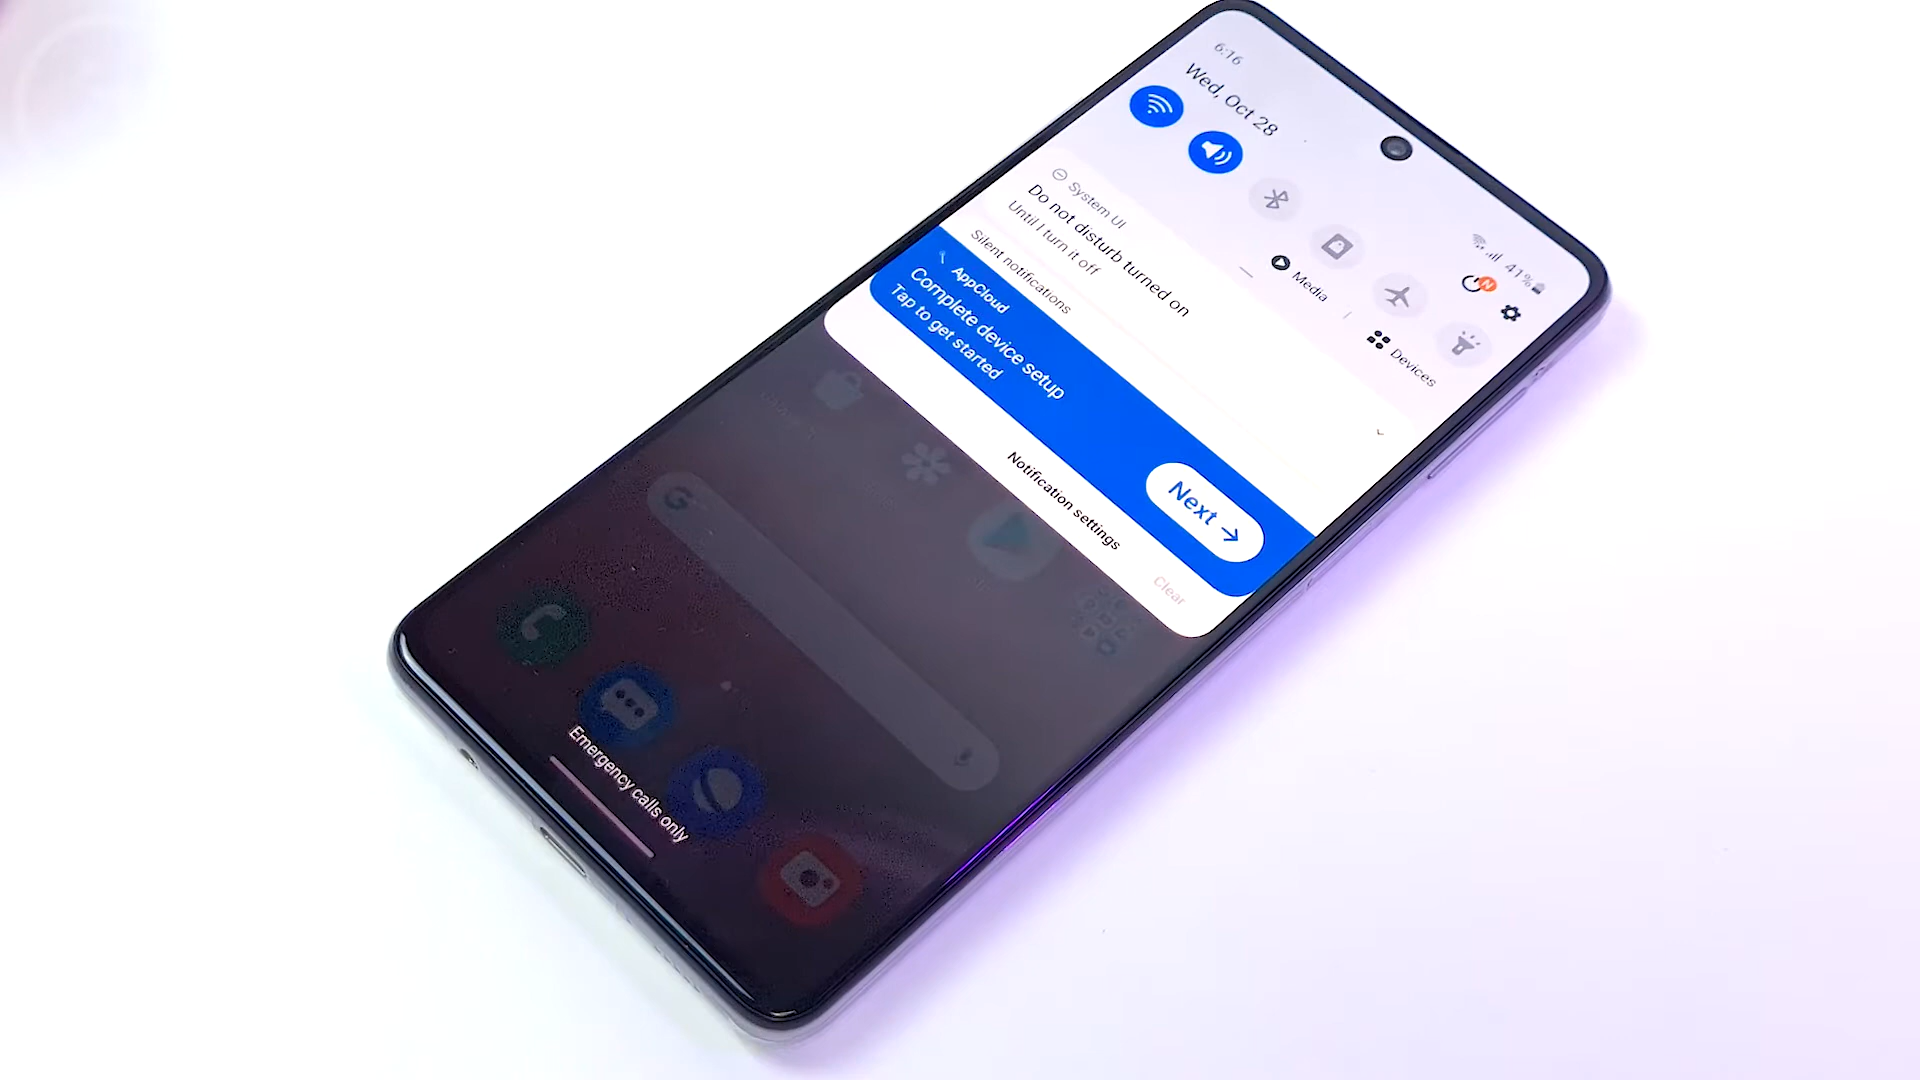 6:16
41%
Wed, Oct 28
N
Media
Devices
System UI
Do not disturb turned on
Until I turn it off
Silent notifications
AppCloud
Complete device setup
Tap to get started
Next →
Notification settings
Clear
G
Emergency calls only